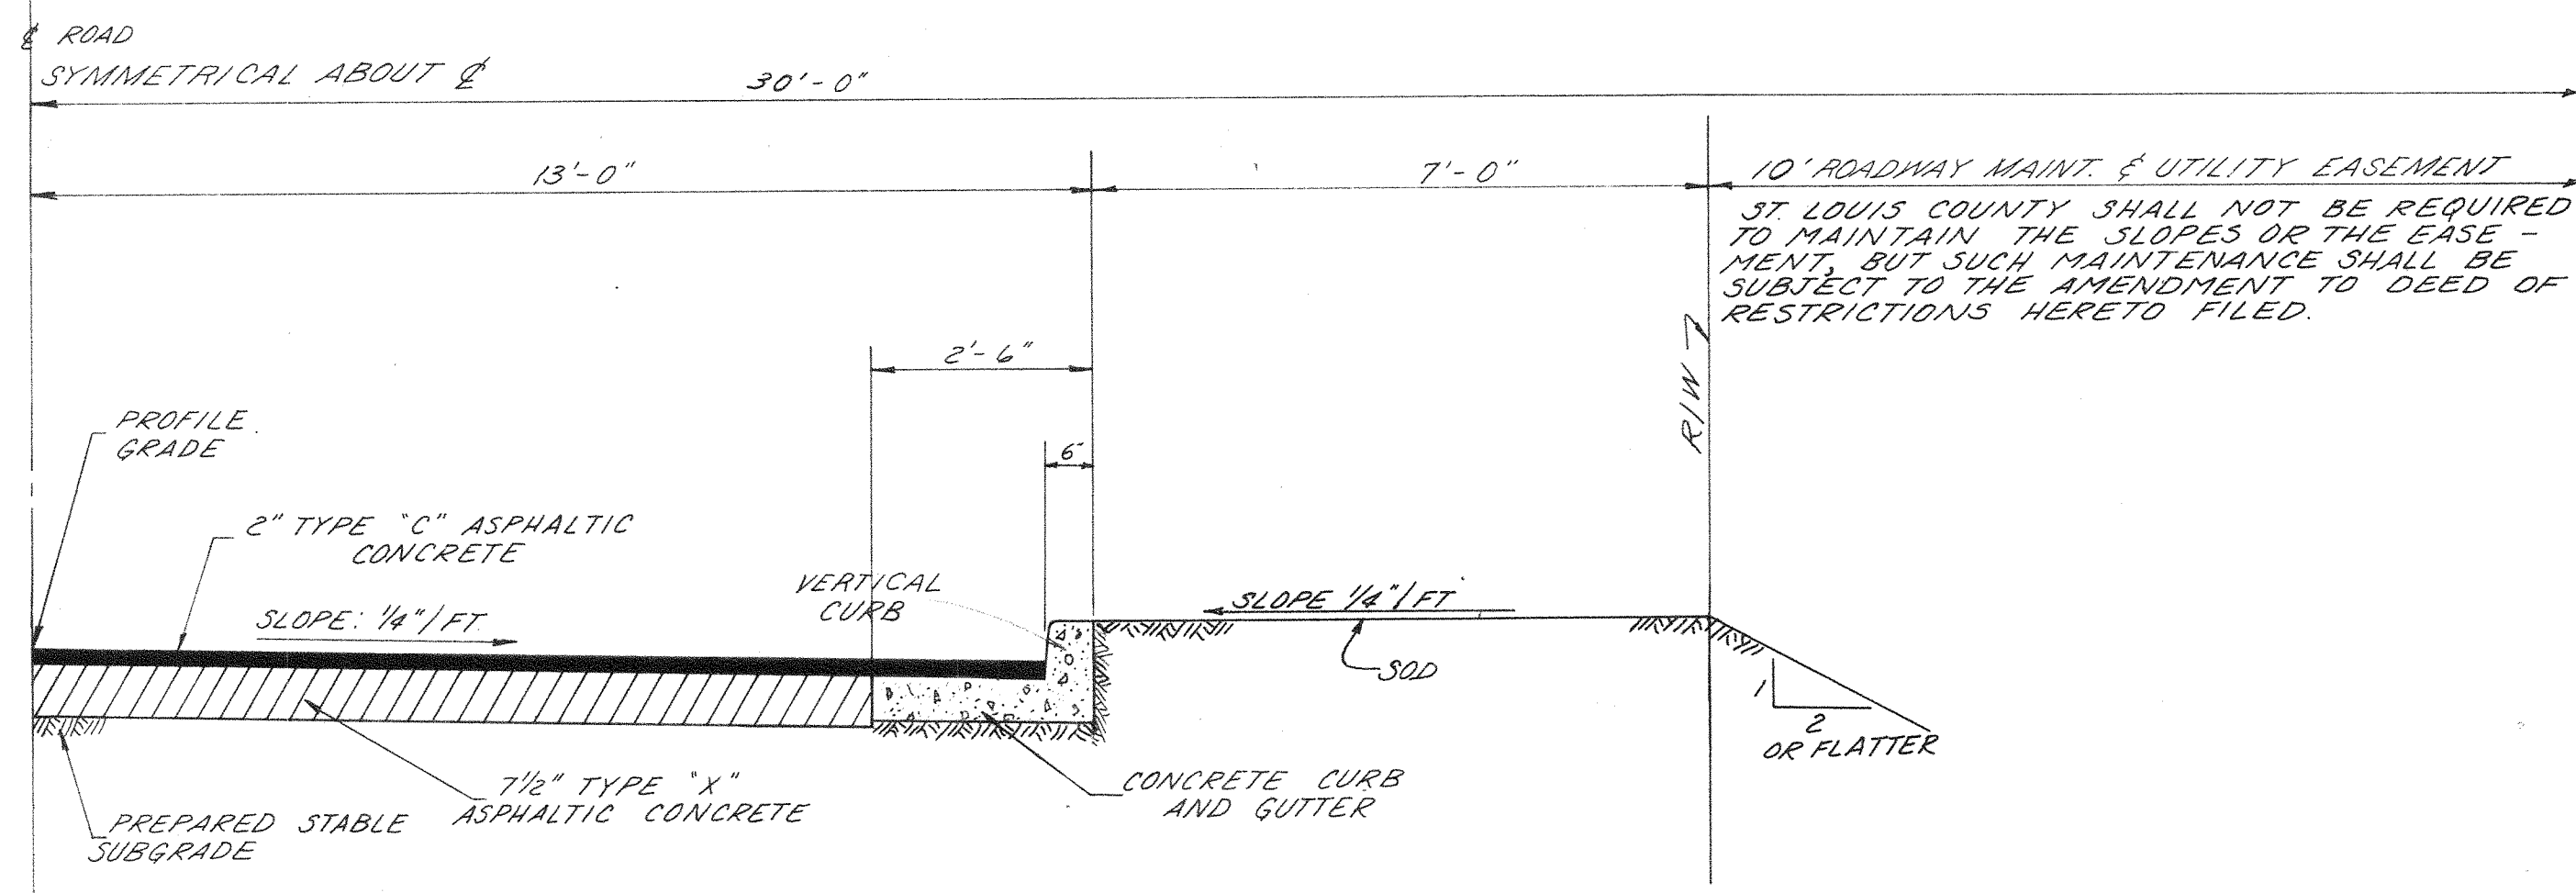 ℄ ROAD
SYMMETRICAL ABOUT ℄
30'-0"
13'-0"
7'-0"
10' ROADWAY MAINT. & UTILITY EASEMENT
ST. LOUIS COUNTY SHALL NOT BE REQUIRED
TO MAINTAIN THE SLOPES OR THE EASE-
MENT, BUT SUCH MAINTENANCE SHALL BE
SUBJECT TO THE AMENDMENT TO DEED OF
RESTRICTIONS HERETO FILED.
R/W
2'-6"
6"
PROFILE
GRADE
2" TYPE "C" ASPHALTIC
CONCRETE
SLOPE: 1/4"/FT.
VERTICAL
CURB
SLOPE 1/4"/FT
SOD
1
2
OR FLATTER
7 1/2" TYPE "X"
ASPHALTIC CONCRETE
CONCRETE CURB
AND GUTTER
PREPARED STABLE
SUBGRADE